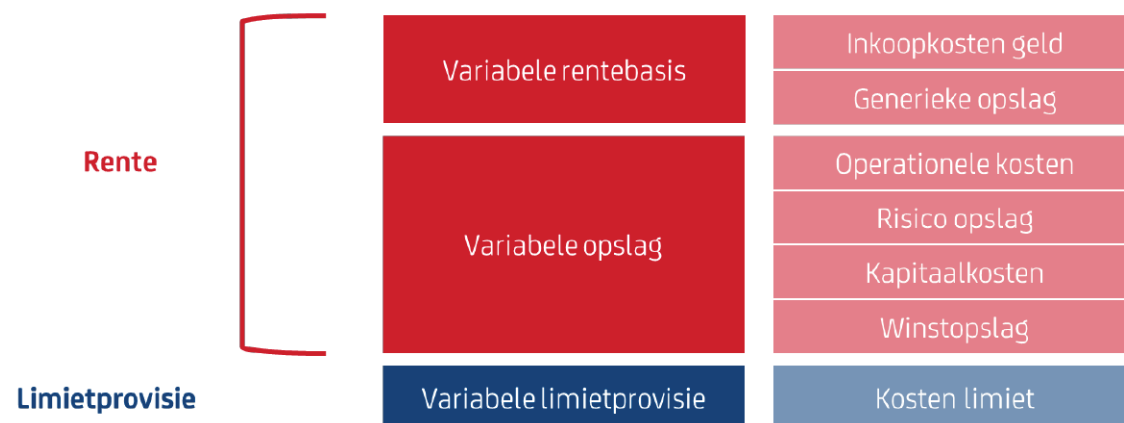 Rente
Variabele rentebasis
Inkoopkosten geld
Generieke opslag
Variabele opslag
Operationele kosten
Risico opslag
Kapitaalkosten
Winstopslag
Limietprovisie
Variabele limietprovisie
Kosten limiet